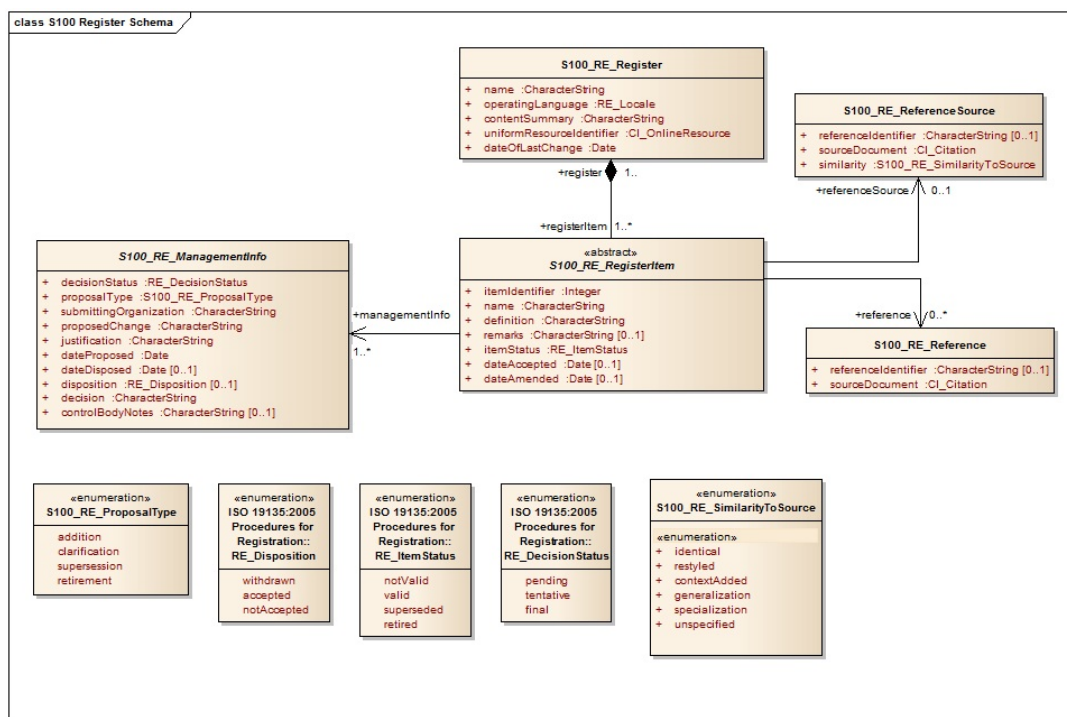 class S100 Register Schema
S100_RE_Register
+ name :CharacterString
+ operatingLanguage :RE_Locale
+ contentSummary :CharacterString
+ uniformResourceIdentifier :CI_OnlineResource
+ dateOfLastChange :Date
+register 1..
+registerItem 1..*
S100_RE_ReferenceSource
+ referenceIdentifier :CharacterString [0..1]
+ sourceDocument :CI_Citation
+ similarity :S100_RE_SimilarityToSource
+referenceSource 0..1
S100_RE_ManagementInfo
+ decisionStatus :RE_DecisionStatus
+ proposalType :S100_RE_ProposalType
+ submittingOrganization :CharacterString
+ proposedChange :CharacterString
+ justification :CharacterString
+ dateProposed :Date
+ dateDisposed :Date [0..1]
+ disposition :RE_Disposition [0..1]
+ decision :CharacterString
+ controlBodyNotes :CharacterString [0..1]
+managementInfo
1..*
«abstract»
S100_RE_RegisterItem
+ itemIdentifier :Integer
+ name :CharacterString
+ definition :CharacterString
+ remarks :CharacterString [0..1]
+ itemStatus :RE_ItemStatus
+ dateAccepted :Date [0..1]
+ dateAmended :Date [0..1]
+reference 0..*
S100_RE_Reference
+ referenceIdentifier :CharacterString [0..1]
+ sourceDocument :CI_Citation
«enumeration»
S100_RE_ProposalType
addition
clarification
supersession
retirement
«enumeration»
ISO 19135:2005
Procedures for
Registration::
RE_Disposition
withdrawn
accepted
notAccepted
«enumeration»
ISO 19135:2005
Procedures for
Registration::
RE_ItemStatus
notValid
valid
superseded
retired
«enumeration»
ISO 19135:2005
Procedures for
Registration::
RE_DecisionStatus
pending
tentative
final
«enumeration»
S100_RE_SimilarityToSource
«enumeration»
+ identical
+ restyled
+ contextAdded
+ generalization
+ specialization
+ unspecified